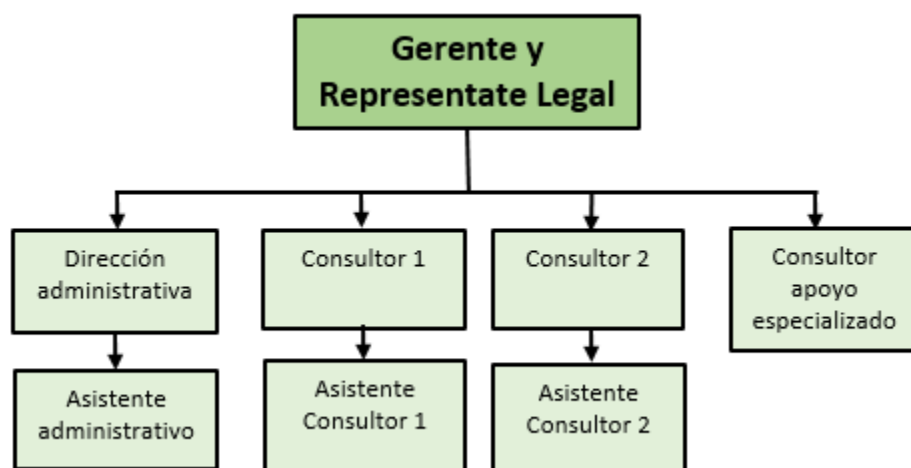 Gerente y
Representate Legal
Dirección
administrativa
Consultor 1
Consultor 2
Consultor
apoyo
especializado
Asistente
administrativo
Asistente
Consultor 1
Asistente
Consultor 2